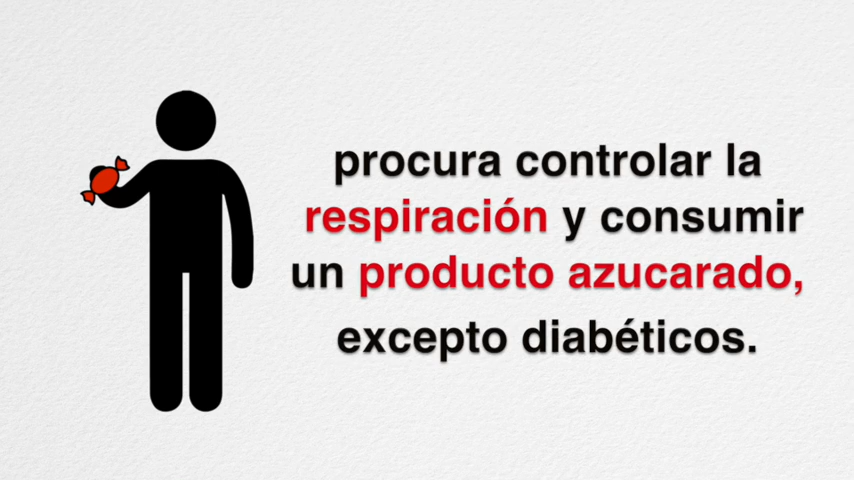 procura controlar la
respiración y consumir
un producto azucarado,
excepto diabéticos.